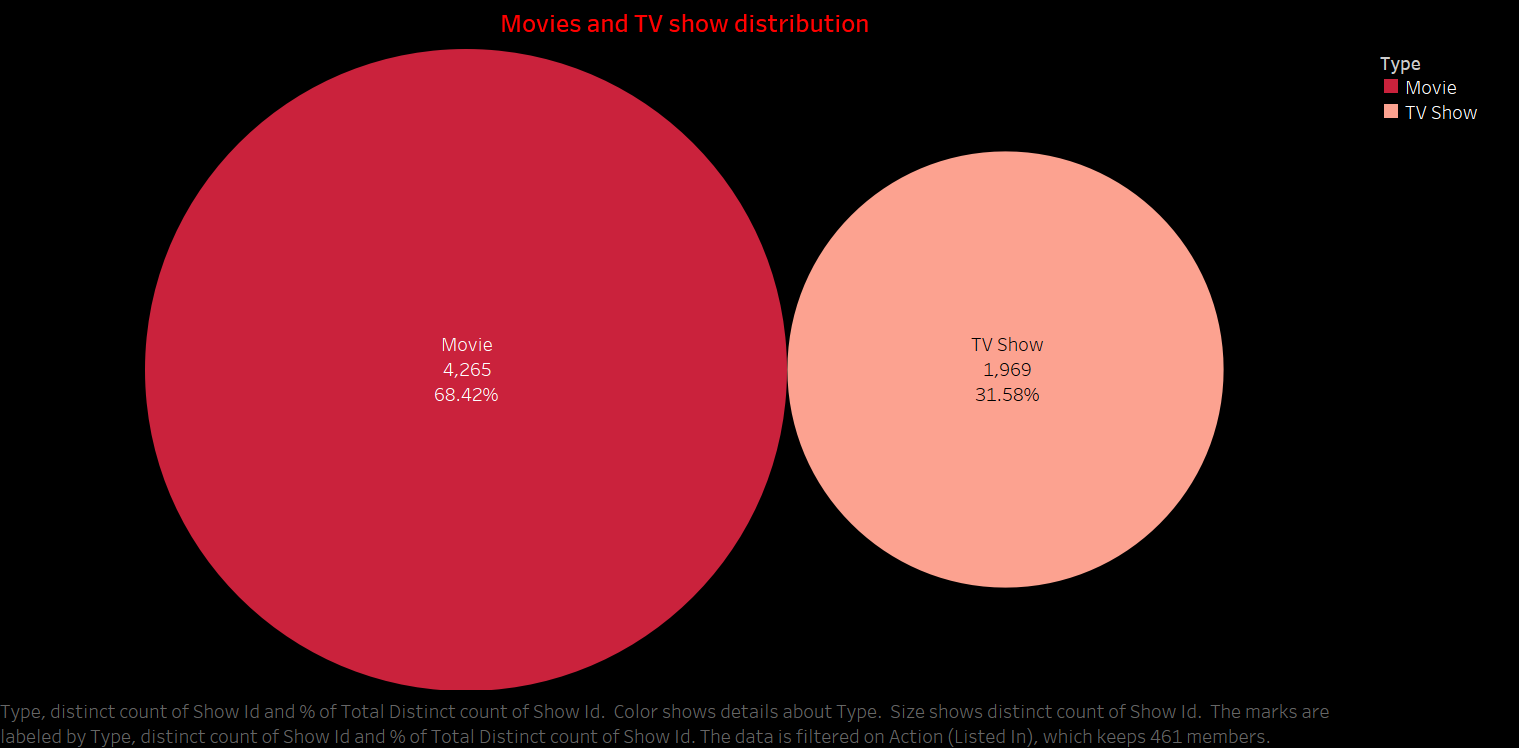 Movies and TV show distribution
Type
Movie
TV Show
Movie
4,265
68.42%
TV Show
1,969
31.58%
Type, distinct count of Show Id and % of Total Distinct count of Show Id.  Color shows details about Type.  Size shows distinct count of Show Id.  The marks are
labeled by Type, distinct count of Show Id and % of Total Distinct count of Show Id. The data is filtered on Action (Listed In), which keeps 461 members.